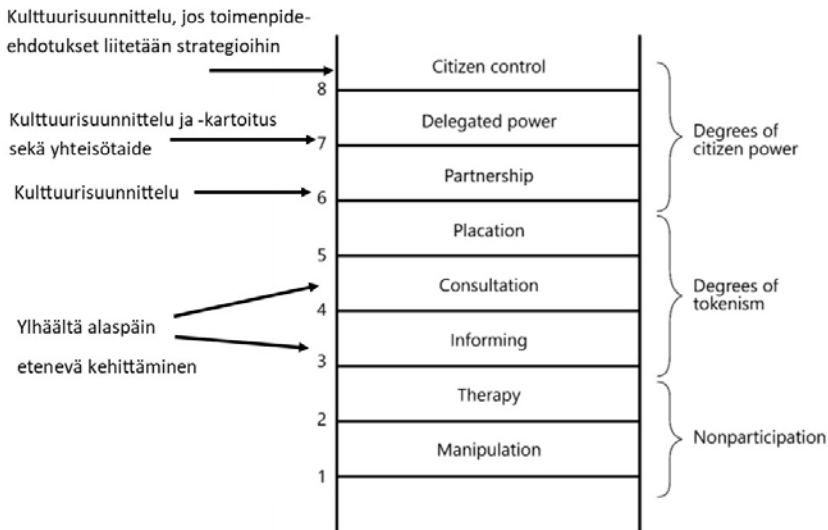 Kulttuurisuunnittelu, jos toimenpide-
ehdotukset liitetään strategioihin
Citizen control
8
Kulttuurisuunnittelu ja -kartoitus
sekä yhteisötaide
Delegated power
7
Degrees of
citizen power
Partnership
Kulttuurisuunnittelu
6
Placation
5
Consultation
4
Degrees of
tokenism
Ylhäältä alaspäin
etenevä kehittäminen
Informing
3
Therapy
2
Nonparticipation
Manipulation
1